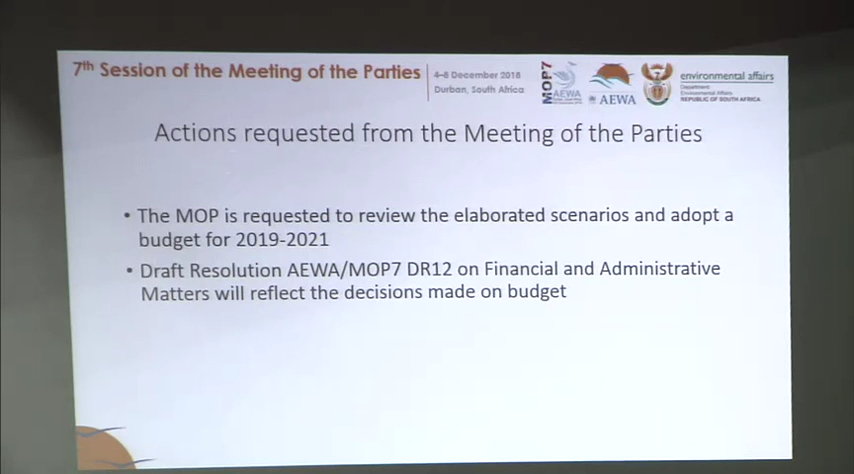 7th Session of the Meeting of the Parties
4–8 December 2018
Durban, South Africa
MOP7
AEWA
AEWA
environmental affairs
Department:
Environmental Affairs
REPUBLIC OF SOUTH AFRICA
Actions requested from the Meeting of the Parties
• The MOP is requested to review the elaborated scenarios and adopt a
budget for 2019-2021
• Draft Resolution AEWA/MOP7 DR12 on Financial and Administrative
Matters will reflect the decisions made on budget